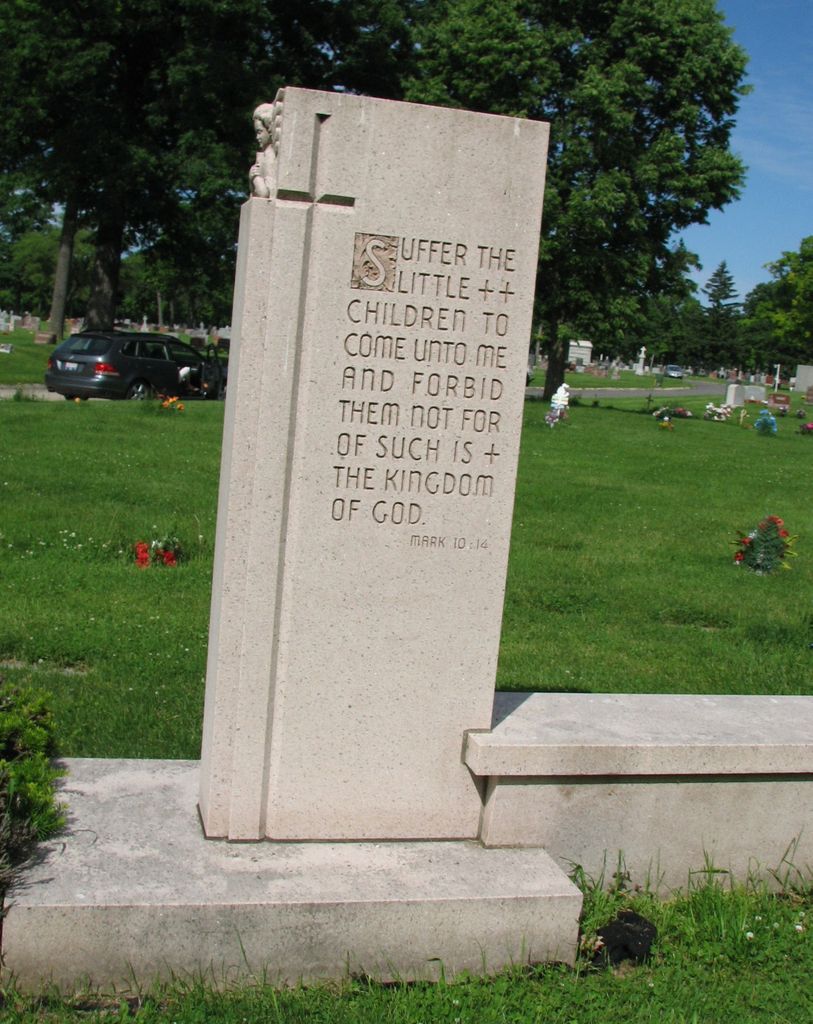 SUFFER THE
LITTLE ++
CHILDREN TO
COME UNTO ME
AND FORBID
THEM NOT FOR
OF SUCH IS +
THE KINGDOM
OF GOD.
MARK 10:14